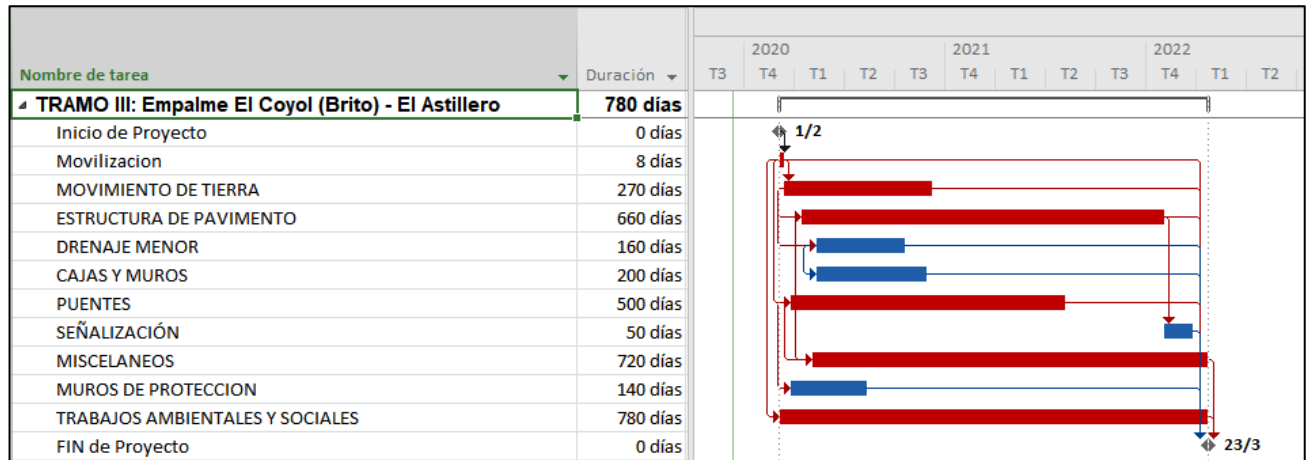 2020 2021 2022
Nombre de tarea Duración T3 T4 T1 T2 T3 T4 T1 T2 T3 T4 T1 T2
TRAMO III: Empalme El Coyol (Brito) - El Astillero 780 días
Inicio de Proyecto 0 días 1/2
Movilizacion 8 días
MOVIMIENTO DE TIERRA 270 días
ESTRUCTURA DE PAVIMENTO 660 días
DRENAJE MENOR 160 días
CAJAS Y MUROS 200 días
PUENTES 500 días
SEÑALIZACIÓN 50 días
MISCELANEOS 720 días
MUROS DE PROTECCION 140 días
TRABAJOS AMBIENTALES Y SOCIALES 780 días
FIN de Proyecto 0 días 23/3